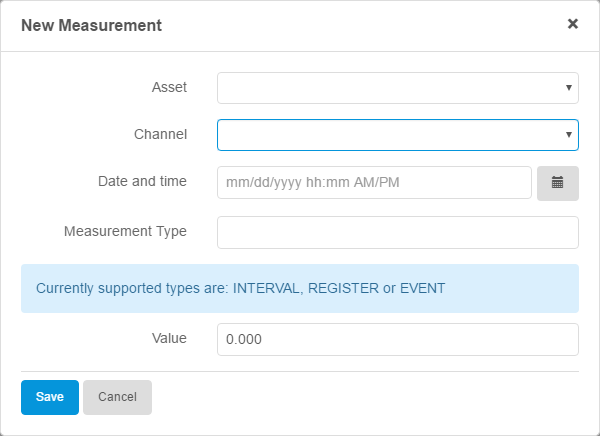 New Measurement
Asset
Channel
Date and time
mm/dd/yyyy hh:mm AM/PM
Measurement Type
Currently supported types are: INTERVAL, REGISTER or EVENT
Value
0.000
Save
Cancel